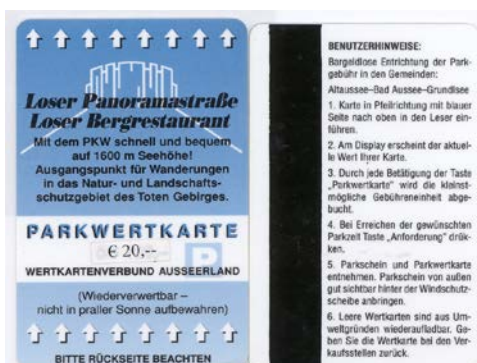 Loser Panoramastraße
Loser Bergrestaurant
Mit dem PKW schnell und bequem
auf 1600 m Seehöhe!
Ausgangspunkt für Wanderungen
in das Natur- und Landschafts-
schutzgebiet des Toten Gebirges.
PARKWERTKARTE
€ 20,--
P
WERTKARTENVERBUND AUSSEERLAND
(Wiederverwertbar –
nicht in praller Sonne aufbewahren)
BITTE RÜCKSEITE BEACHTEN
BENUTZERHINWEISE:
Bargeldlose Entrichtung der Park-
gebühr in den Gemeinden:
Altaussee–Bad Aussee–Grundlsee
1. Karte in Pfeilrichtung mit blauer
Seite nach oben in den Leser ein-
führen.
2. Am Display erscheint der aktuel-
le Wert Ihrer Karte.
3. Durch jede Betätigung der Taste
„Parkwertkarte" wird die kleinst-
mögliche Gebühreneinheit abge-
bucht.
4. Bei Erreichen der gewünschten
Parkzeit Taste „Anforderung" drük-
ken.
5. Parkschein und Parkwertkarte
entnehmen. Parkschein von außen
gut sichtbar hinter der Windschutz-
scheibe anbringen.
6. Leere Wertkarten sind aus Um-
weltgründen wiederaufladbar. Ge-
ben Sie die Wertkarte bei den Ver-
kaufsstellen zurück.